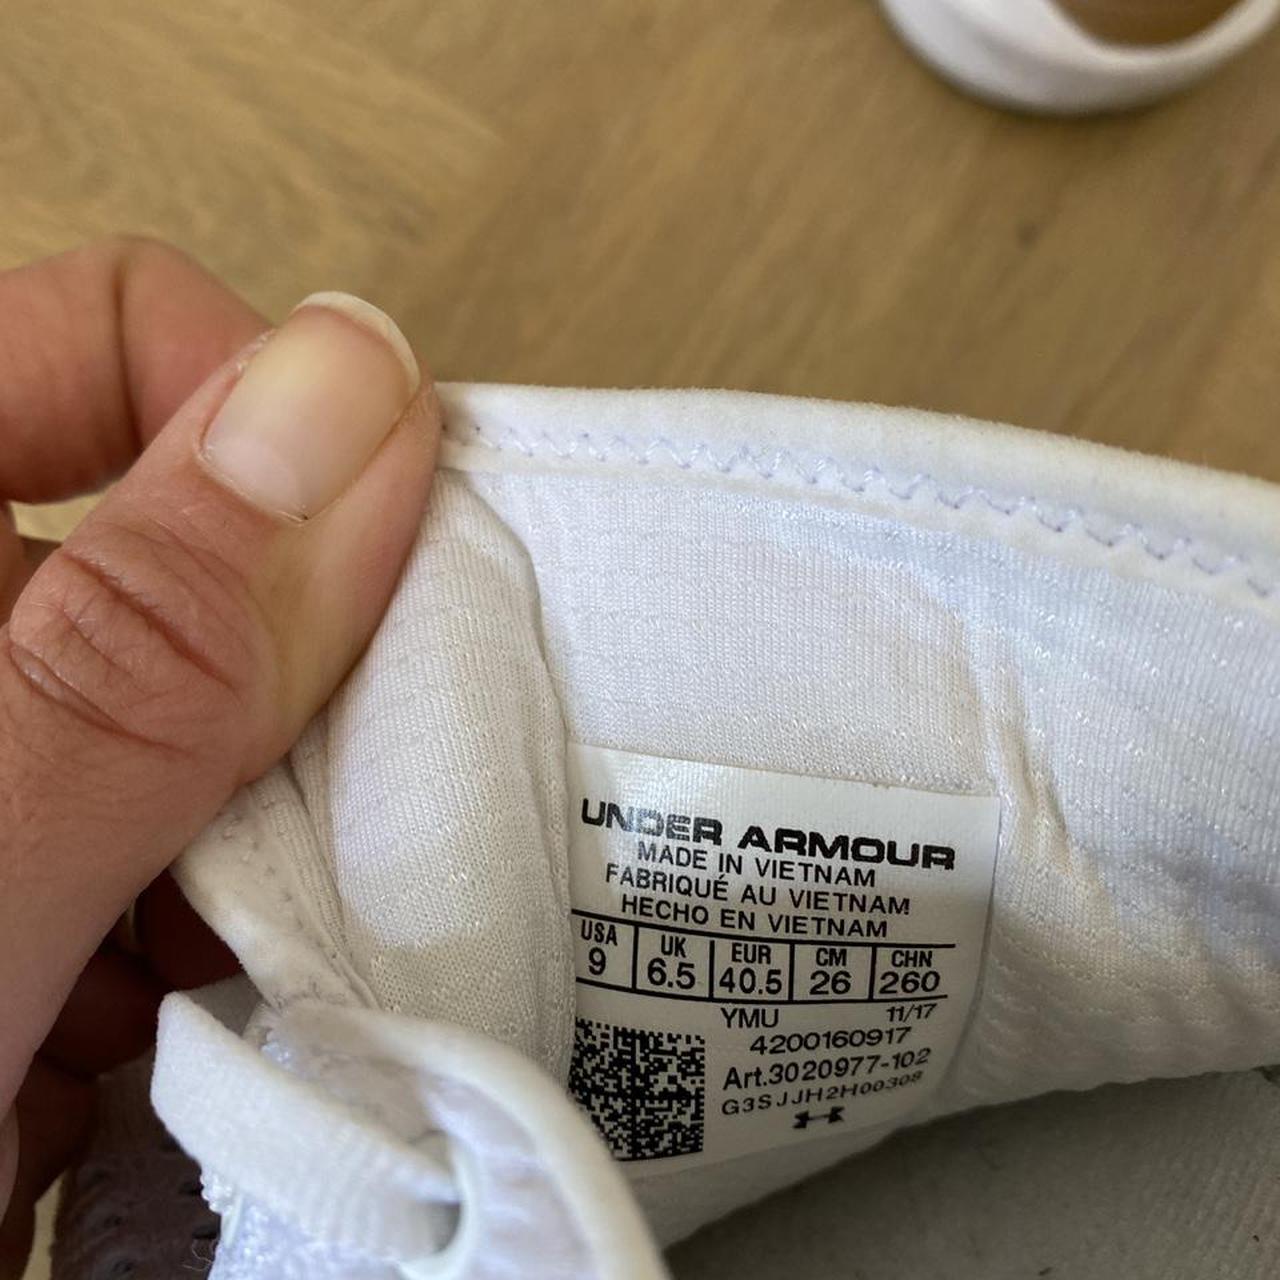 UNDER ARMOUR
MADE IN VIETNAM
FABRIQUÉ AU VIETNAM
HECHO EN VIETNAM
USA UK EUR CM CHN
9 6.5 40.5 26 260
YMU 11/17
4200160917
Art.3020977-102
G3SJJH2H00308